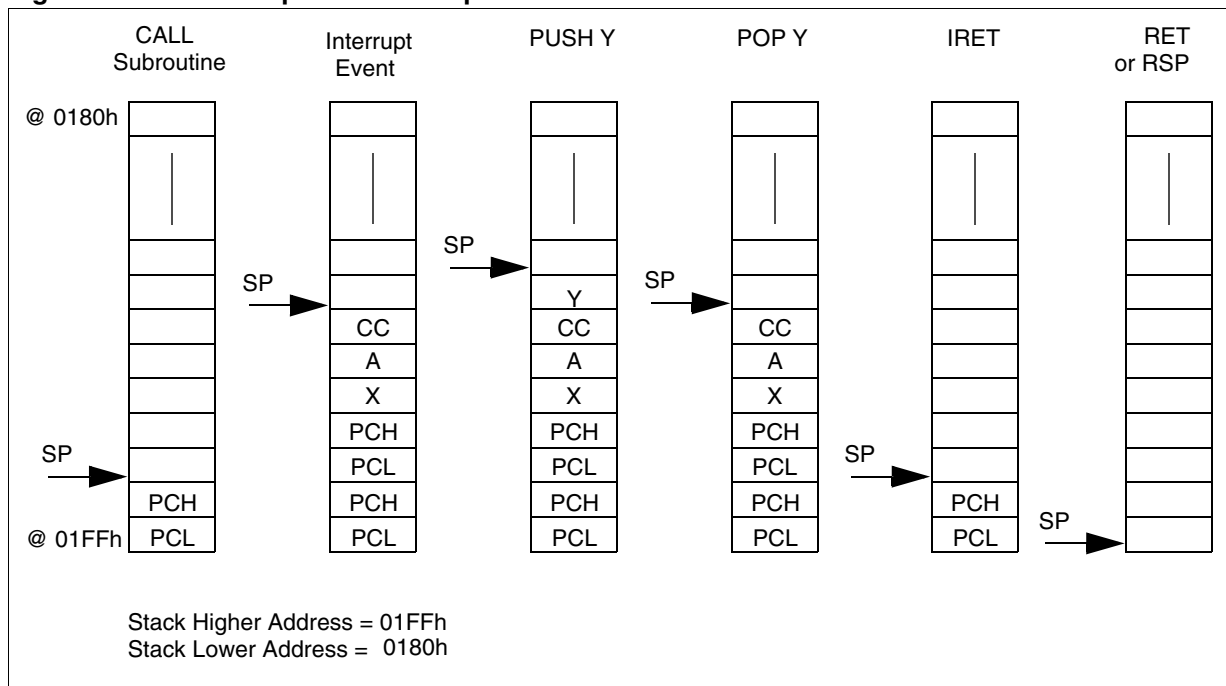 CALL
Subroutine
Interrupt
Event
PUSH Y
POP Y
IRET
RET
or RSP
@ 0180h
SP
SP
SP
Y
CC
CC
CC
A
A
A
X
X
X
PCH
PCH
PCH
SP
SP
PCL
PCL
PCL
PCH
PCH
PCH
PCH
PCH
SP
@ 01FFh
PCL
PCL
PCL
PCL
PCL
Stack Higher Address = 01FFh
Stack Lower Address = 0180h